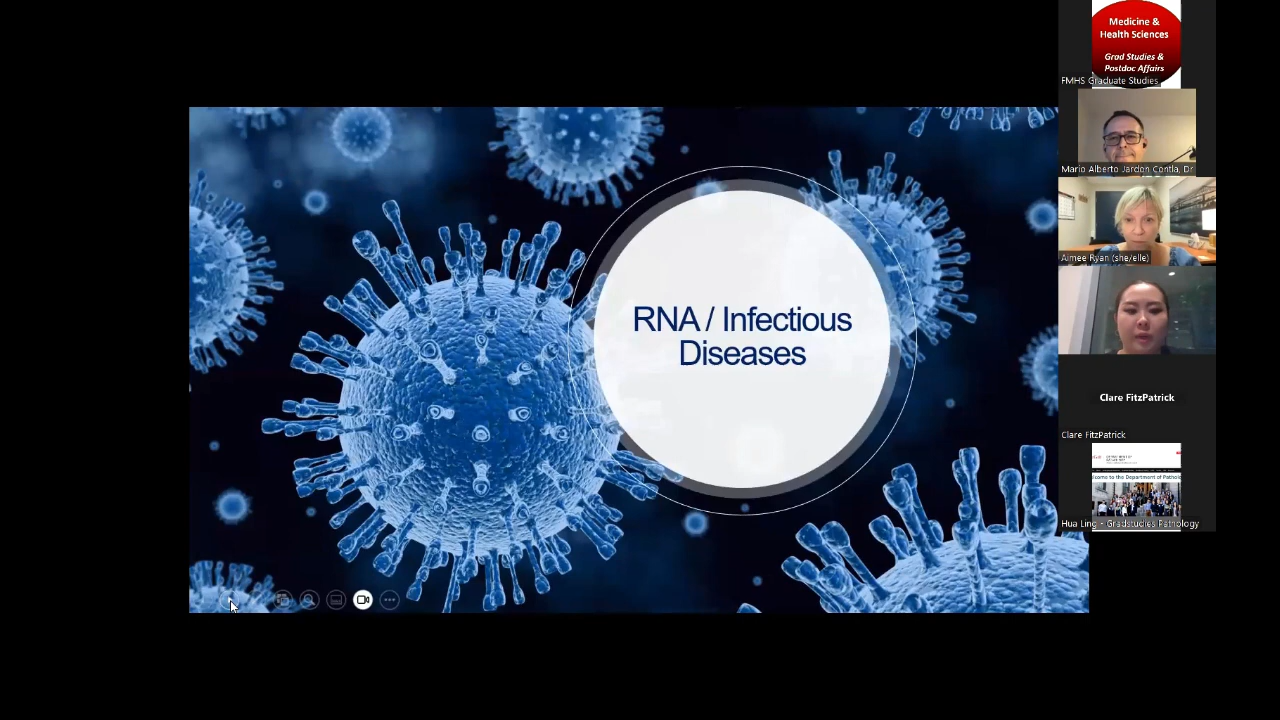 RNA / Infectious
Diseases
Medicine &
Health Sciences
Grad Studies &
Postdoc Affairs
FMHS Graduate Studies
Mario Alberto Jardon Contla, Dr
Aimee Ryan (she/elle)
Clare FitzPatrick
Clare FitzPatrick
Hua Ling - Gradstudies Pathology